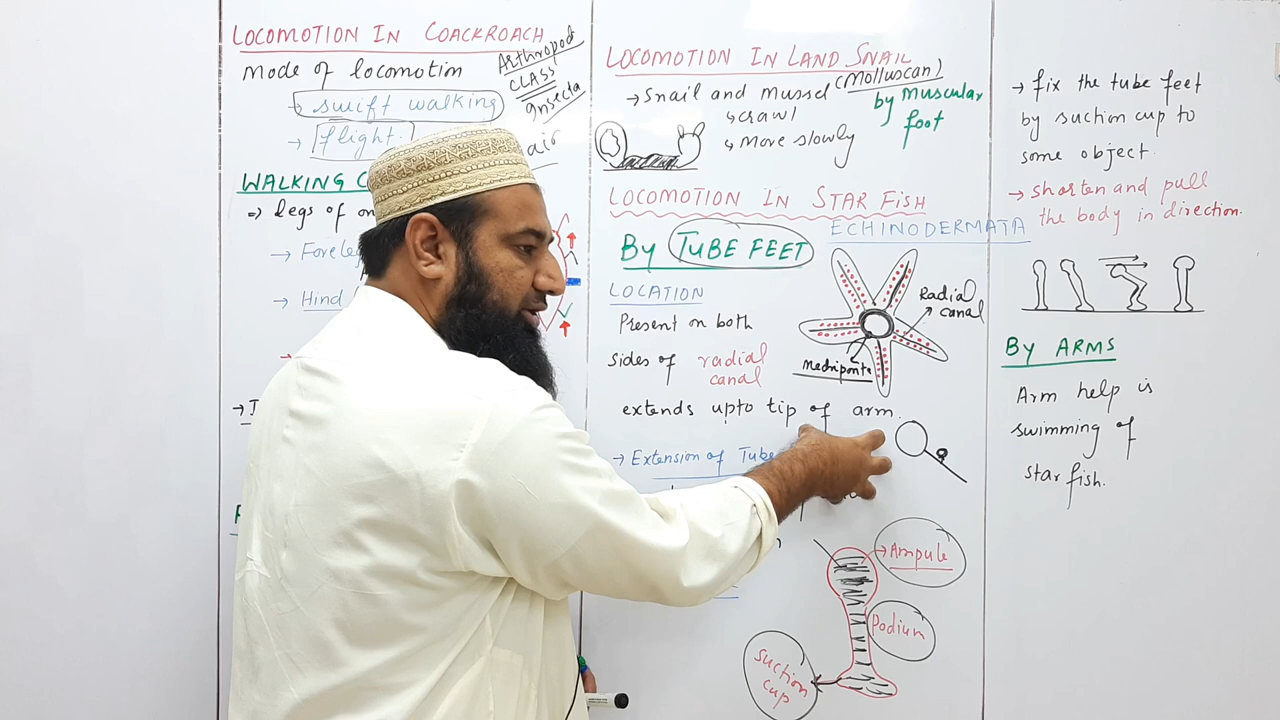 LOCOMOTION IN COACKROACH
Mode of locomotim
→ swift walking
→ flight.
Arthropod
CLASS
Insecta
air
WALKING
⇒ legs of on
→ Forele
→ Hind
LOCOMOTION IN LAND SNAIL
(Molluscan)
→ Snail and mussel
↳ crawl
↳ Move slowly
by muscular
foot
LOCOMOTION IN STAR FISH
ECHINODERMATA
By TUBE FEET
LOCATION
Present on both
sides of radial
canal
extends upto tip of arm.
→ Extension of Tube
Radial
canal
Medriponte
Ampule
Podium
Suction
cup
→ fix the tube feet
by suction cup to
some object.
→ shorten and pull
the body in direction.
BY ARMS
Arm help is
swimming of
star fish.